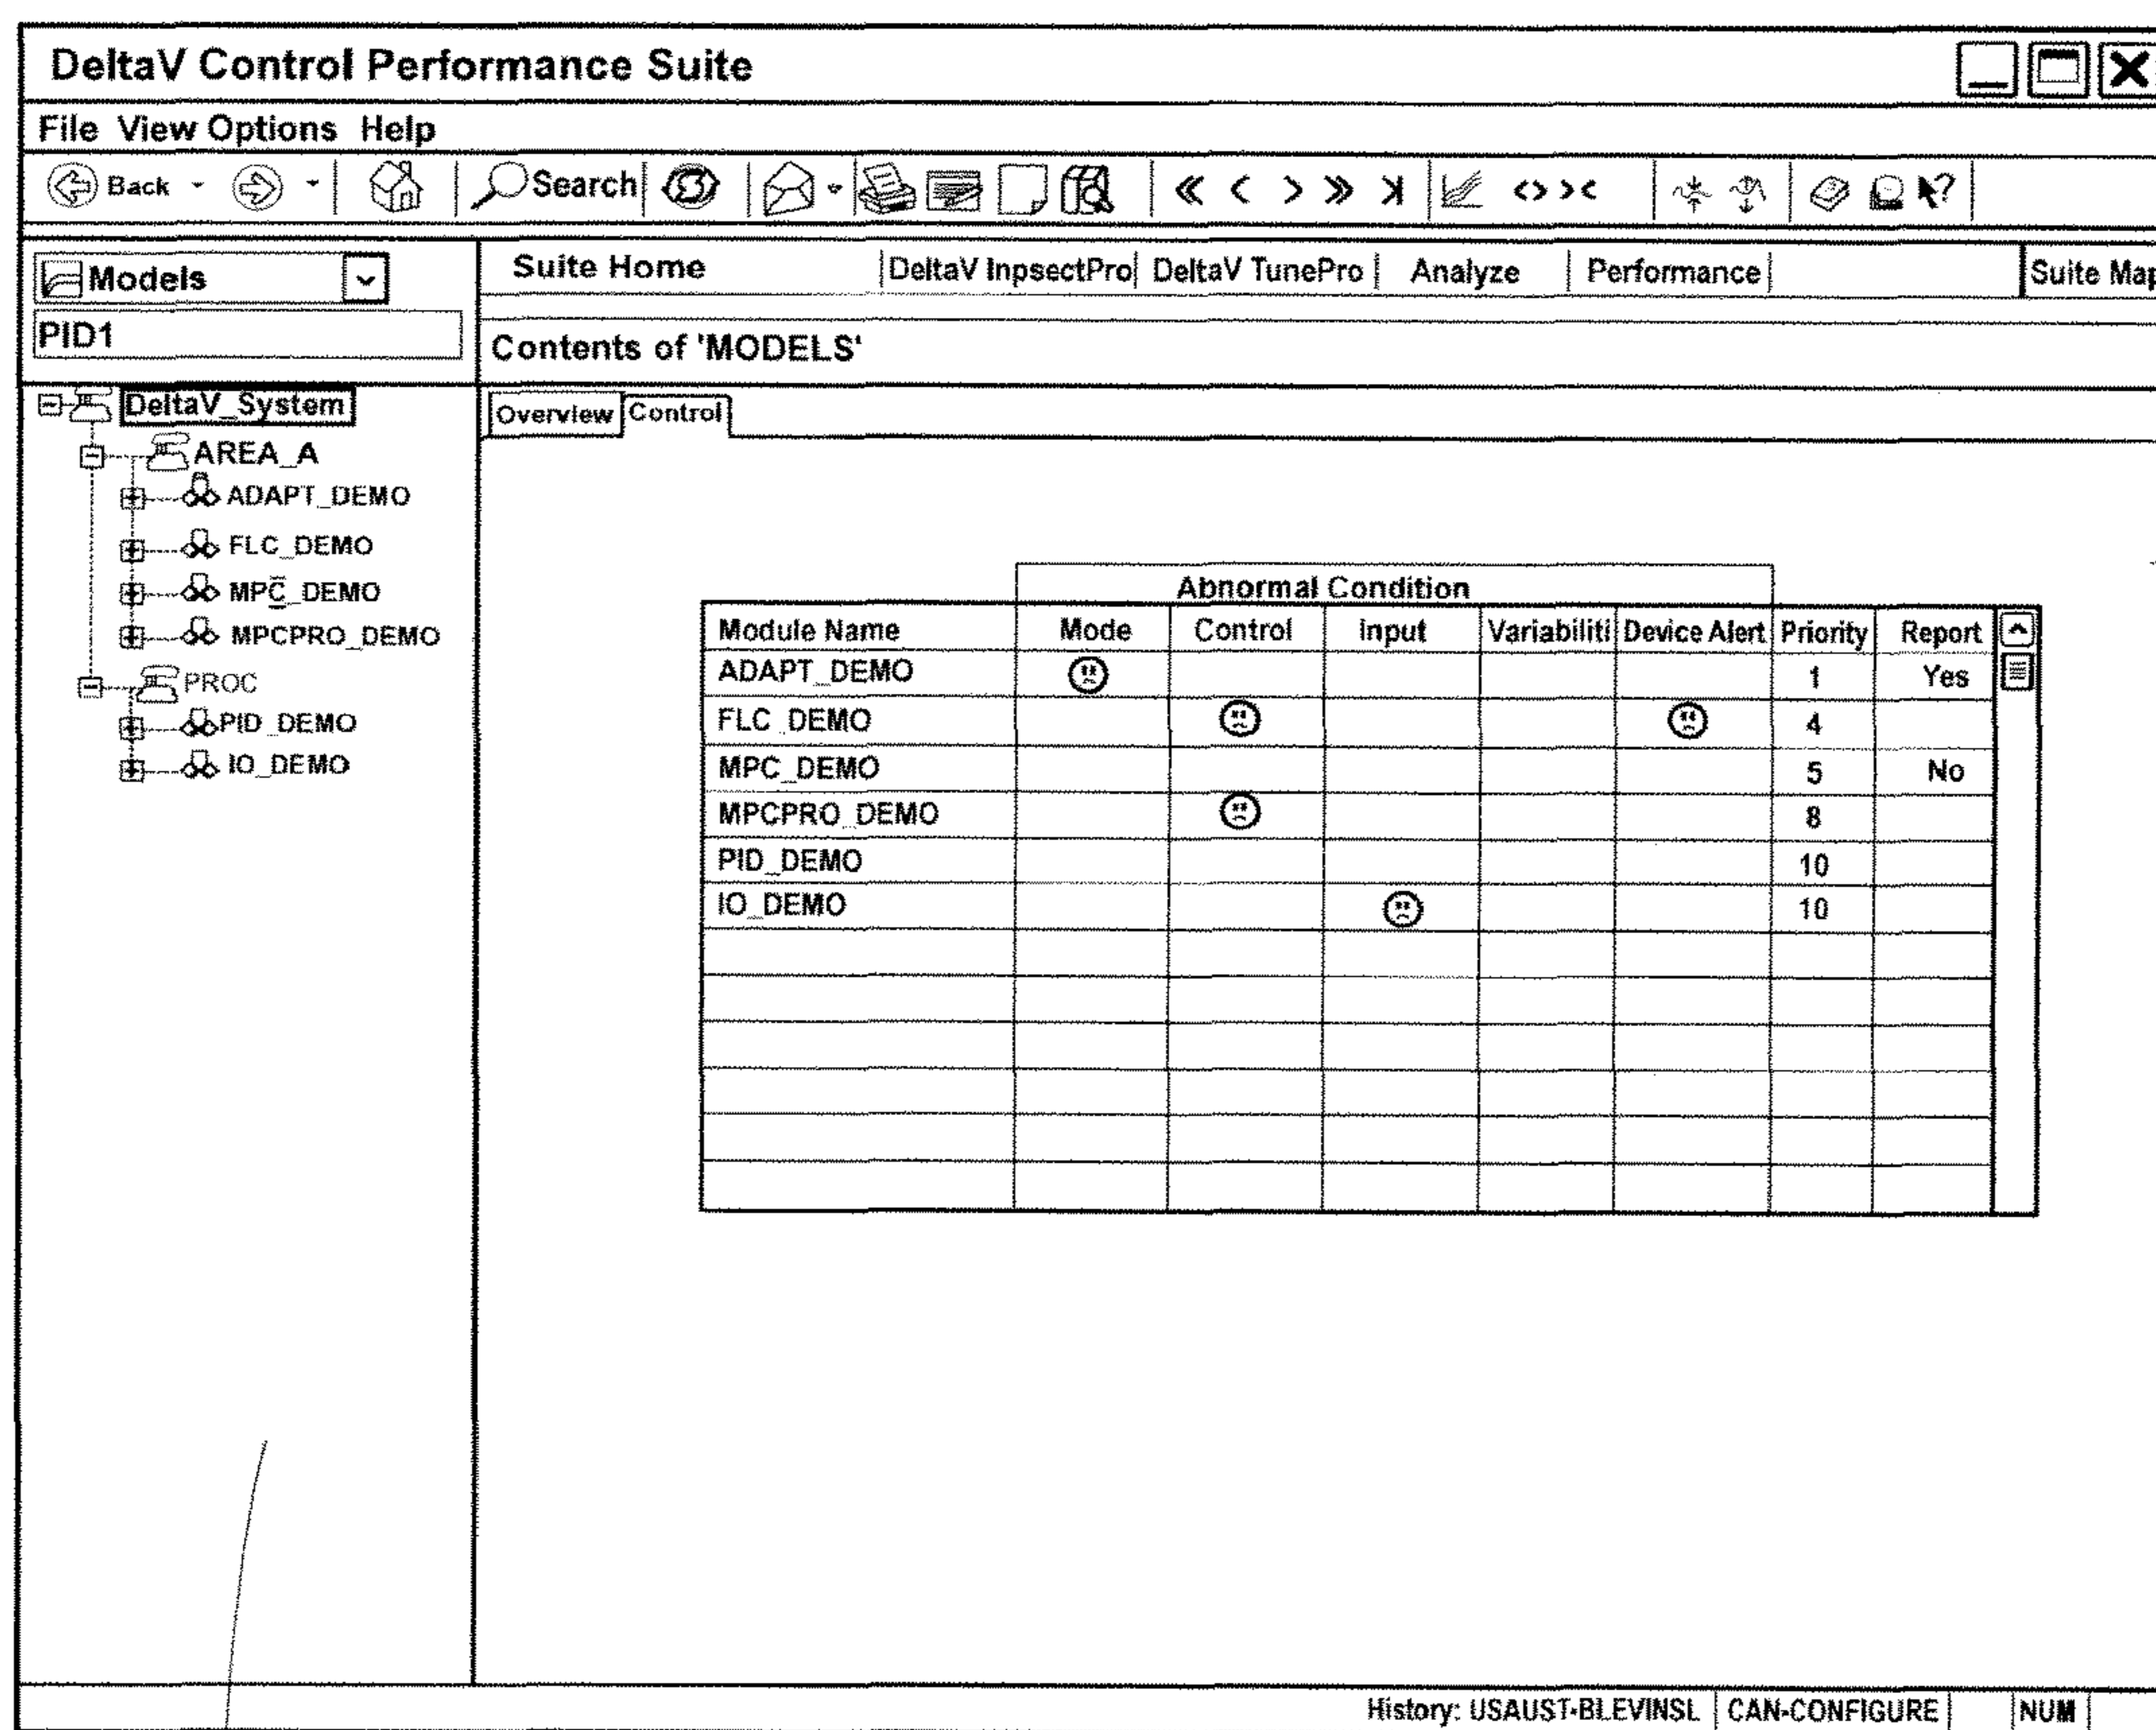 DeltaV Control Performance Suite
File View Options Help
Back Search
Models
PID1
Suite Home DeltaV InpsectPro DeltaV TunePro Analyze Performance Suite Map
Contents of 'MODELS'
DeltaV_System
AREA_A
ADAPT_DEMO
FLC_DEMO
MPC_DEMO
MPCPRO_DEMO
PROC
PID_DEMO
IO_DEMO
Overview Control
Abnormal Condition
Module Name Mode Control Input Variabiliti Device Alert Priority Report
ADAPT_DEMO 1 Yes
FLC_DEMO 4
MPC_DEMO 5 No
MPCPRO_DEMO 8
PID_DEMO 10
IO_DEMO 10
History: USAUST-BLEVINSL CAN-CONFIGURE NUM